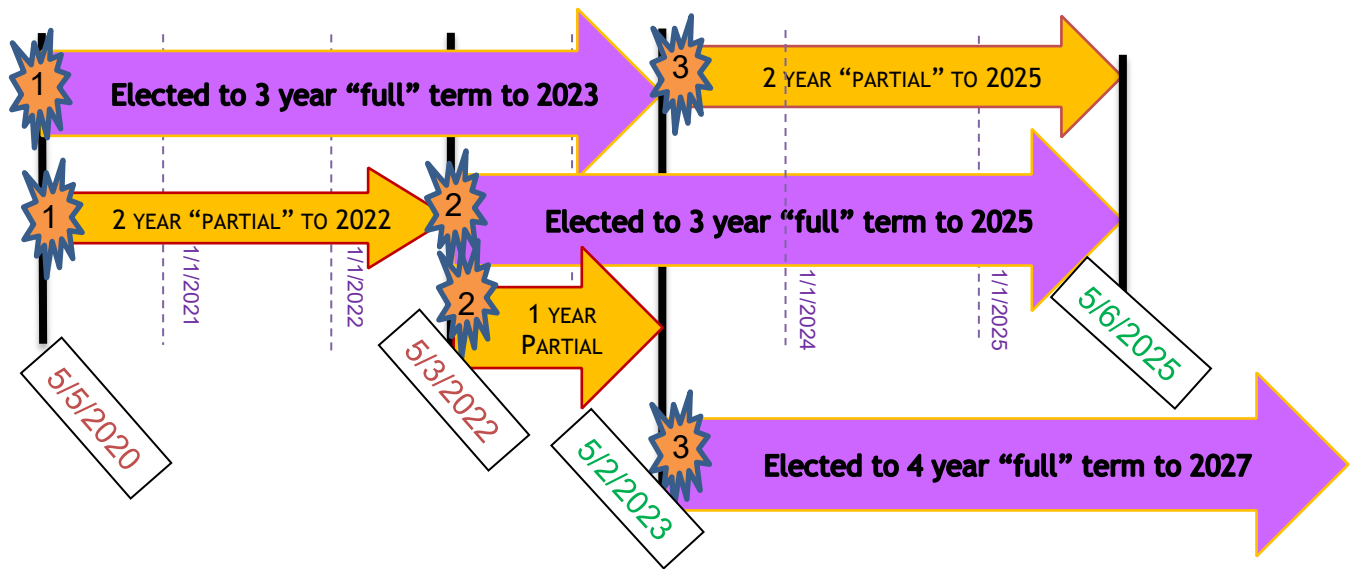 1
Elected to 3 year “full” term to 2023
3
2 YEAR “PARTIAL” TO 2025
1
2 YEAR “PARTIAL” TO 2022
2
Elected to 3 year “full” term to 2025
1/1/2021
1/1/2022
2
1 YEAR
PARTIAL
1/1/2024
1/1/2025
5/5/2020
5/3/2022
5/2/2023
5/6/2025
3
Elected to 4 year “full” term to 2027